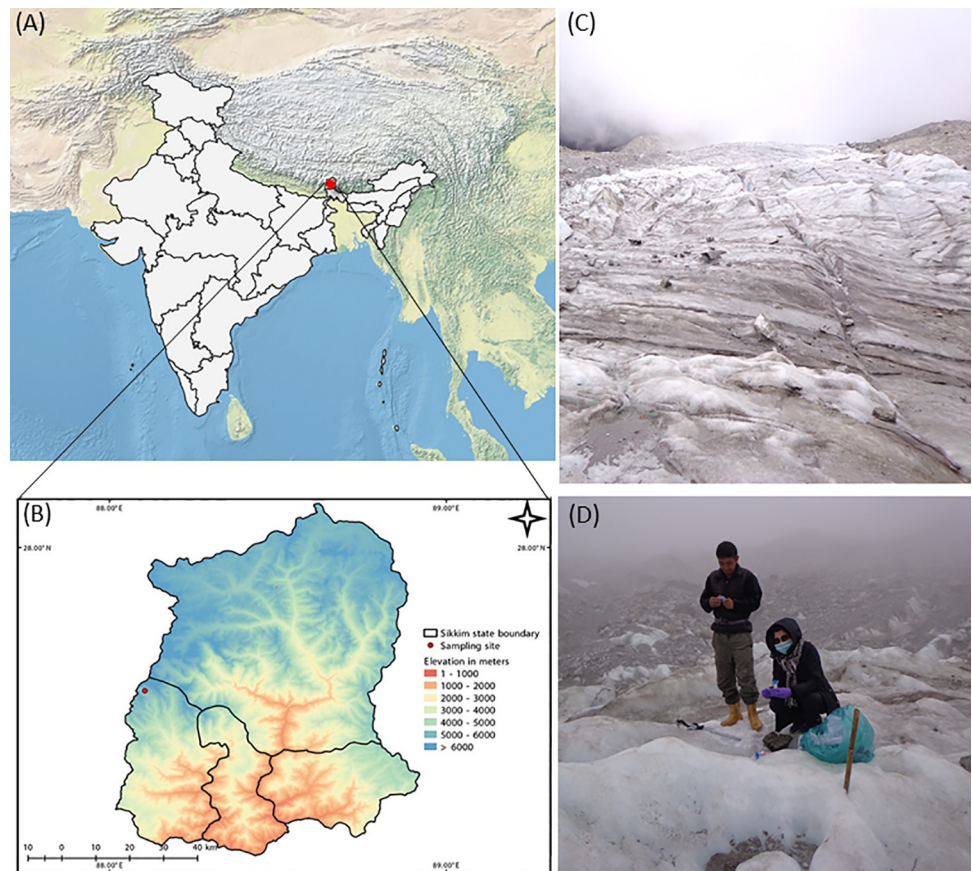 (A)
(C)
(B)
88.00°E
89.00°E
28.00°N
28.00°N
Sikkim state boundary
Sampling site
Elevation in meters
1 - 1000
1000 - 2000
2000 - 3000
3000 - 4000
4000 - 5000
5000 - 6000
> 6000
10 0 10 20 30 40 km
88.00°E
89.00°E
(D)